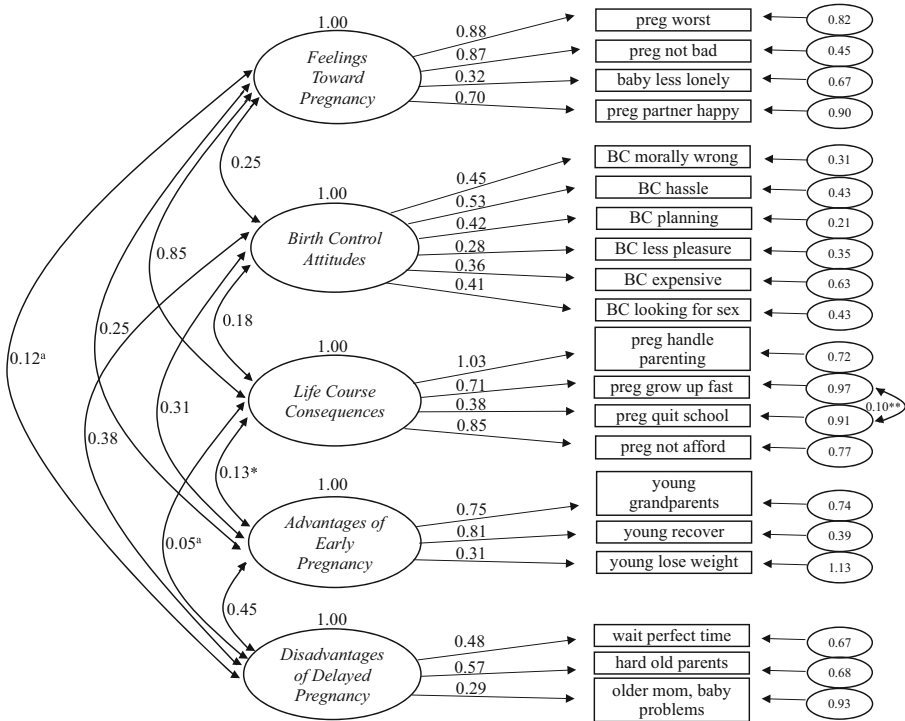 1.00
Feelings
Toward
Pregnancy
0.88
0.87
0.32
0.70
preg worst
preg not bad
baby less lonely
preg partner happy
0.82
0.45
0.67
0.90
0.25
1.00
Birth Control
Attitudes
0.45
0.53
0.42
0.28
0.36
0.41
BC morally wrong
BC hassle
BC planning
BC less pleasure
BC expensive
BC looking for sex
0.31
0.43
0.21
0.35
0.63
0.43
0.85
0.25
0.12ª
0.18
0.31
0.38
1.00
Life Course
Consequences
1.03
0.71
0.38
0.85
preg handle
parenting
preg grow up fast
preg quit school
preg not afford
0.72
0.97
0.91
0.77
0.10**
0.13*
0.05ª
1.00
Advantages of
Early
Pregnancy
0.75
0.81
0.31
young
grandparents
young recover
young lose weight
0.74
0.39
1.13
0.45
1.00
Disadvantages
of Delayed
Pregnancy
0.48
0.57
0.29
wait perfect time
hard old parents
older mom, baby
problems
0.67
0.68
0.93